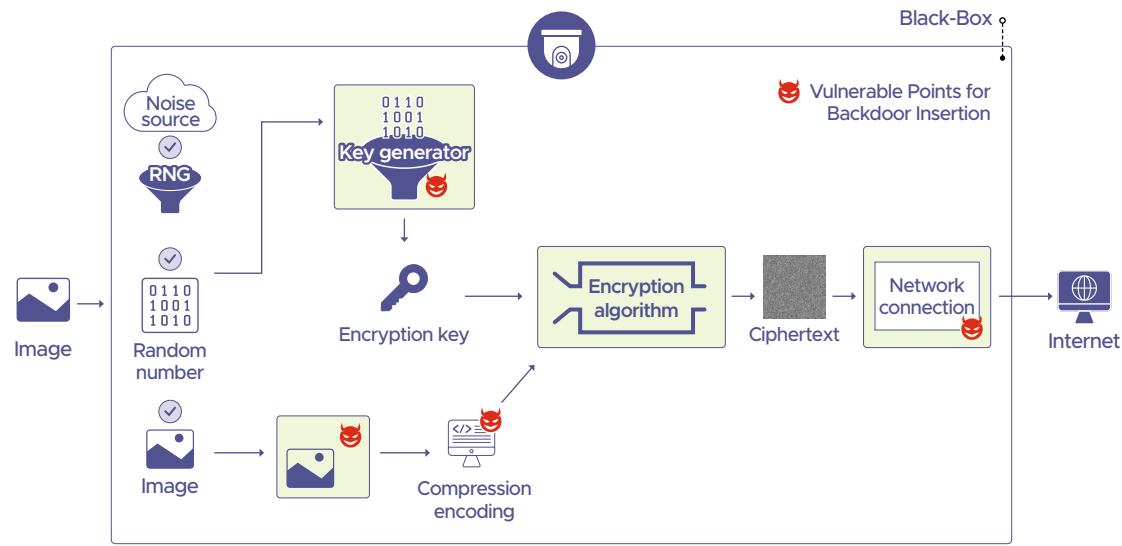 Black-Box
Vulnerable Points for
Backdoor Insertion
Noise
source
RNG
0110
1001
1010
Key generator
0110
1001
1010
Random
number
Image
Encryption key
Encryption
algorithm
Ciphertext
Network
connection
Internet
Image
</>
Compression
encoding